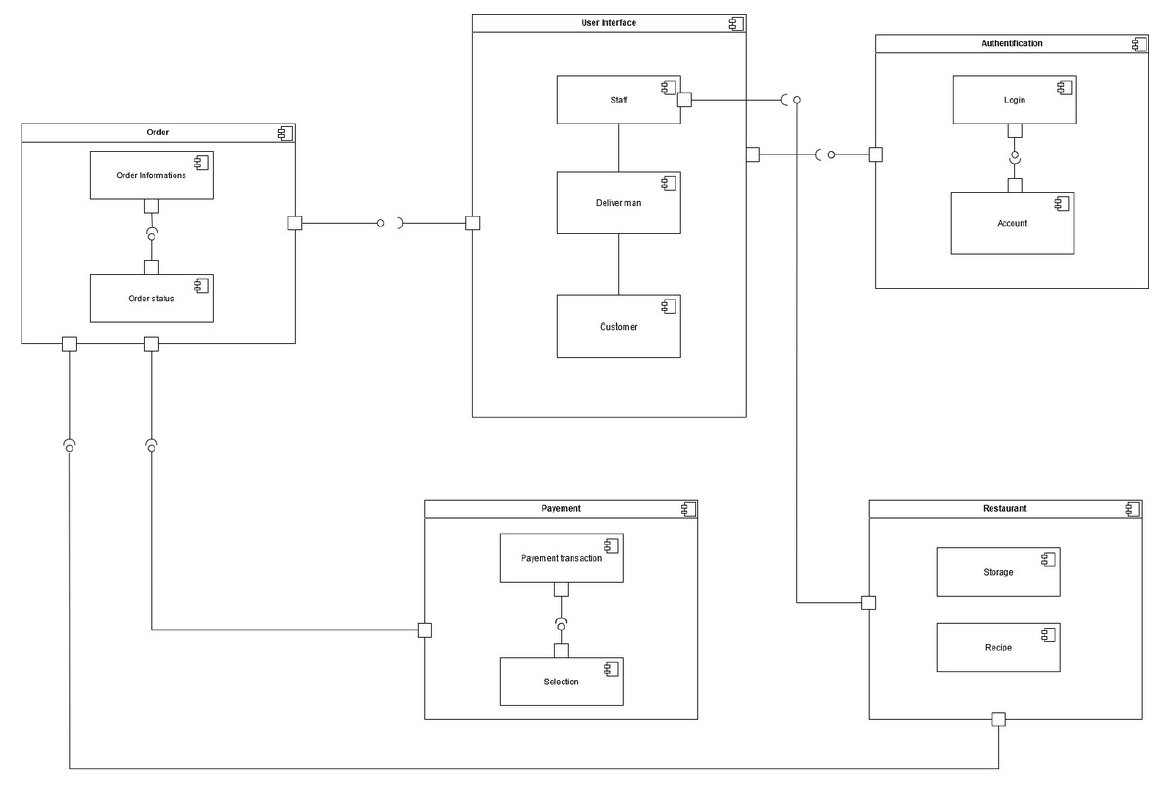 User Interface
Authentification
Staff
Login
Order
Order Informations
Deliver man
Account
Order status
Customer
Payement
Restaurant
Payement transaction
Storage
Recipe
Selection